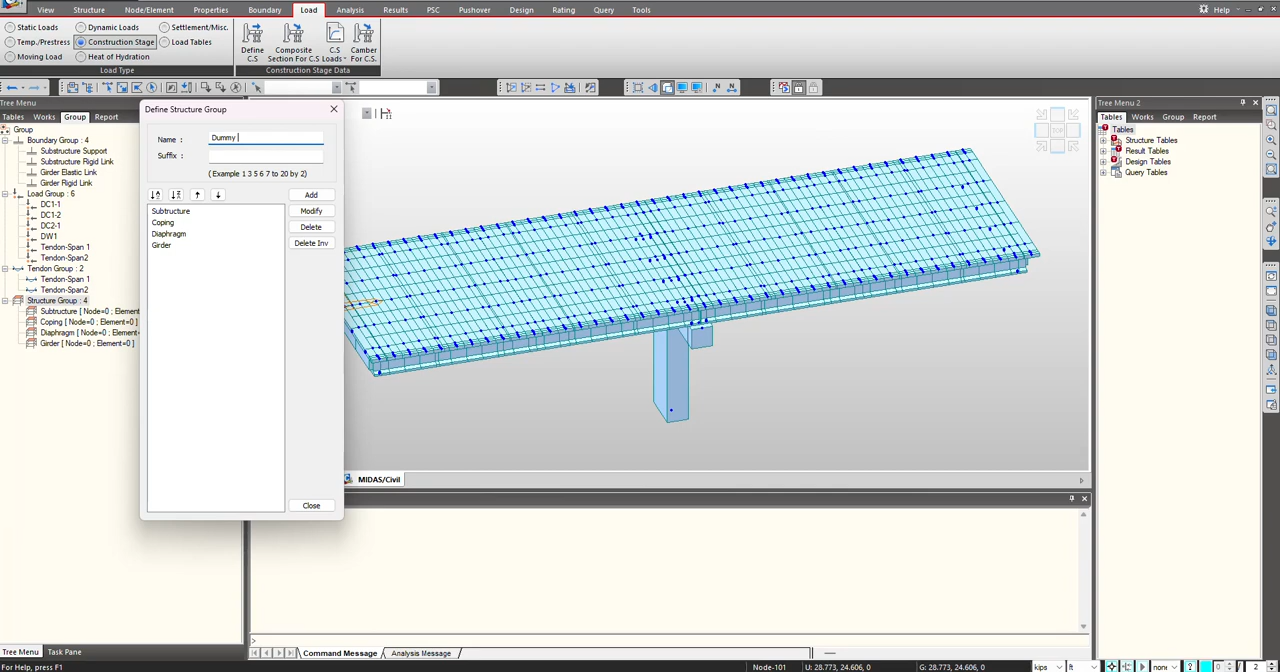 View Structure Node/Element Properties Boundary Load Analysis Results PSC Pushover Design Rating Query Tools Help
Static Loads Dynamic Loads Settlement/Misc.
Temp./Prestress Construction Stage Load Tables
Moving Load Heat of Hydration
Define C.S
Composite Section For C.S
C.S Loads
Camber For C.S
Load Type Construction Stage Data
Tree Menu
Tables Works Group Report
Group
Boundary Group : 4
Substructure Support
Substructure Rigid Link
Girder Elastic Link
Girder Rigid Link
Load Group : 6
DC1-1
DC1-2
DC2-1
DW1
Tendon-Span 1
Tendon-Span2
Tendon Group : 2
Tendon-Span 1
Tendon-Span2
Structure Group : 4
Subtructure [ Node=0 ; Element
Coping [ Node=0 ; Element=0 ]
Diaphragm [ Node=0 ; Element
Girder [ Node=0 ; Element=0 ]
Define Structure Group
Name : Dummy
Suffix :
( Example 1 3 5 6 7 to 20 by 2)
Add
Subtructure
Coping
Diaphragm
Girder
Modify
Delete
Delete Inv
Close
TOP
MIDAS/Civil
Tree Menu 2
Tables Works Group Report
Tables
Structure Tables
Result Tables
Design Tables
Query Tables
>
Command Message Analysis Message
Tree Menu Task Pane
For Help, press F1 Node-101 U: 28.773, 24.606, 0 G: 28.773, 24.606, 0 kips ft none 0 2